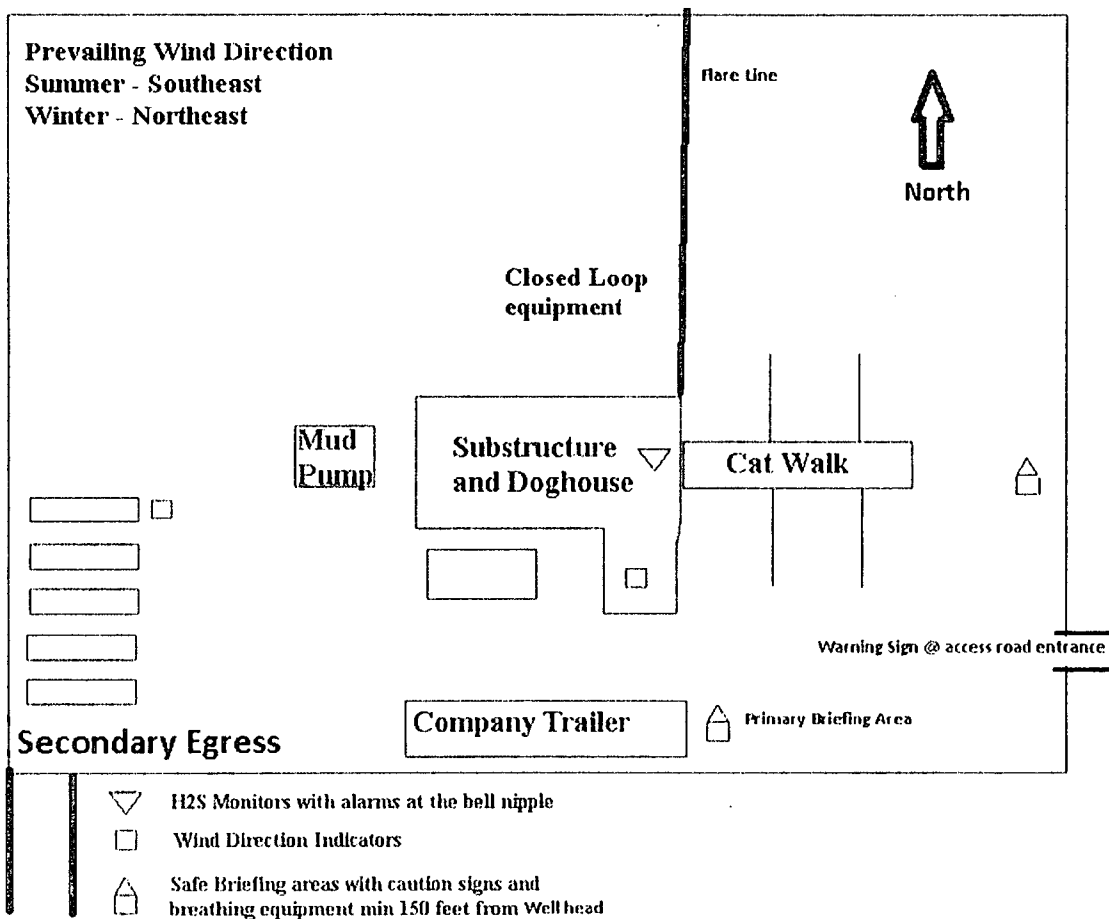 Prevailing Wind Direction
Summer - Southeast
Winter - Northeast
Flare Line
North
Closed Loop
equipment
Mud
Pump
Substructure
and Doghouse
Cat Walk
Warning Sign @ access road entrance
Company Trailer
Primary Briefing Area
Secondary Egress
H2S Monitors with alarms at the bell nipple
Wind Direction Indicators
Safe Briefing areas with caution signs and
breathing equipment min 150 feet from Wellhead